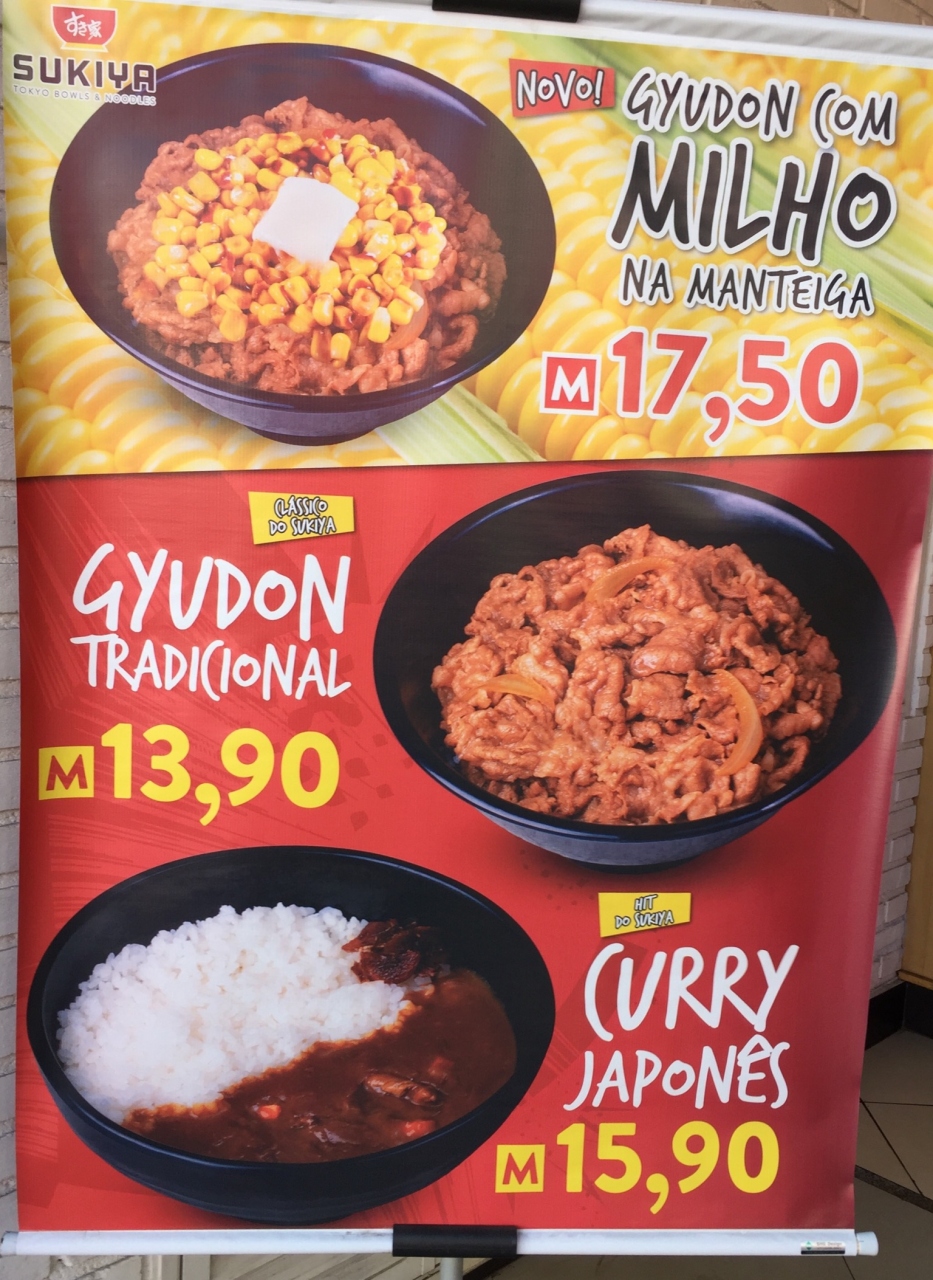 すき家
SUKIYA
TOKYO BOWLS & NOODLES
NOVO!
GYUDON COM
MILHO
NA MANTEIGA
M 17,50
CLÁSSICO
DO SUKIYA
GYUDON
TRADICIONAL
M 13,90
HIT
DO SUKIYA
CURRY
JAPONÊS
M 15,90